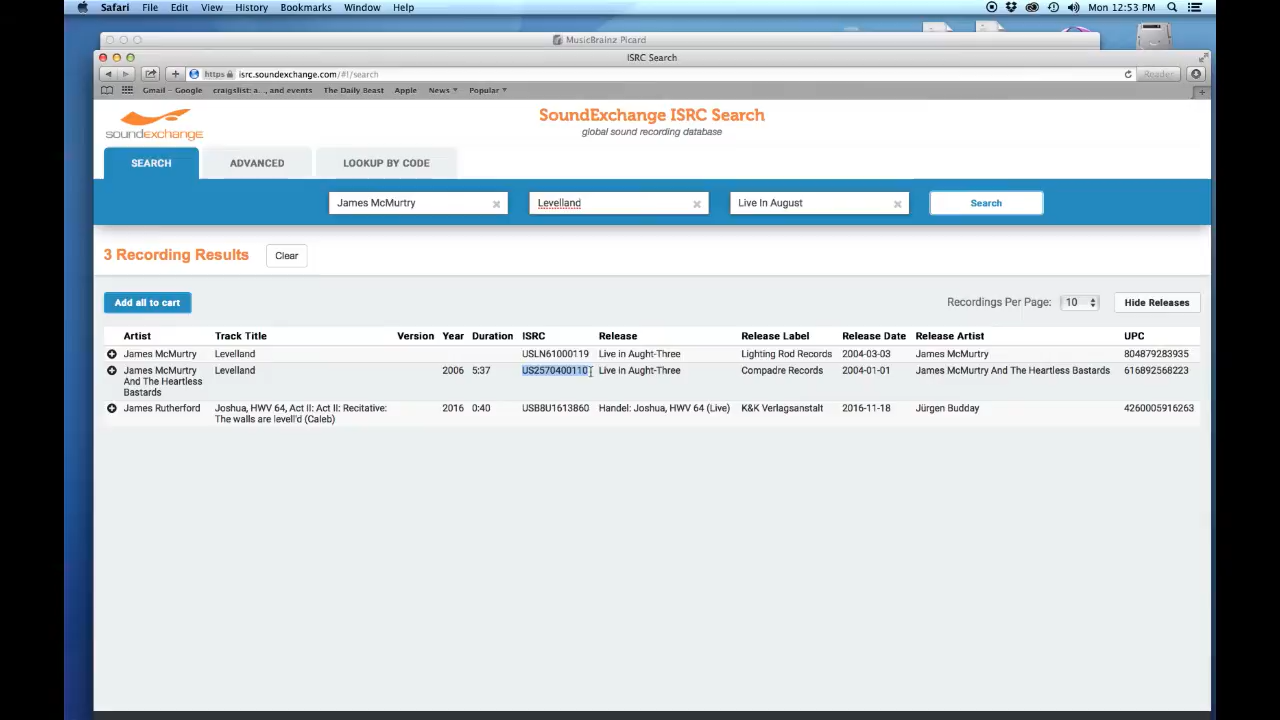 Safari File Edit View History Bookmarks Window Help Mon 12:53 PM
MusicBrainz Picard
ISRC Search
https isrc.soundexchange.com/#!/search Reader
Gmail – Google craigslist: a..., and events The Daily Beast Apple News Popular
soundexchange
SoundExchange ISRC Search
global sound recording database
SEARCH ADVANCED LOOKUP BY CODE
James McMurtry Levelland Live In August Search
3 Recording Results Clear
Add all to cart Recordings Per Page: 10 Hide Releases
Artist Track Title Version Year Duration ISRC Release Release Label Release Date Release Artist UPC
James McMurtry Levelland USLN61000119 Live in Aught-Three Lighting Rod Records 2004-03-03 James McMurtry 804879283935
James McMurtry Levelland 2006 5:37 US2570400110 Live in Aught-Three Compadre Records 2004-01-01 James McMurtry And The Heartless Bastards 616892568223
And The Heartless
Bastards
James Rutherford Joshua, HWV 64, Act II: Act II: Recitative: 2016 0:40 USB8U1613860 Handel: Joshua, HWV 64 (Live) K&K Verlagsanstalt 2016-11-18 Jürgen Budday 4260005916263
The walls are levell'd (Caleb)